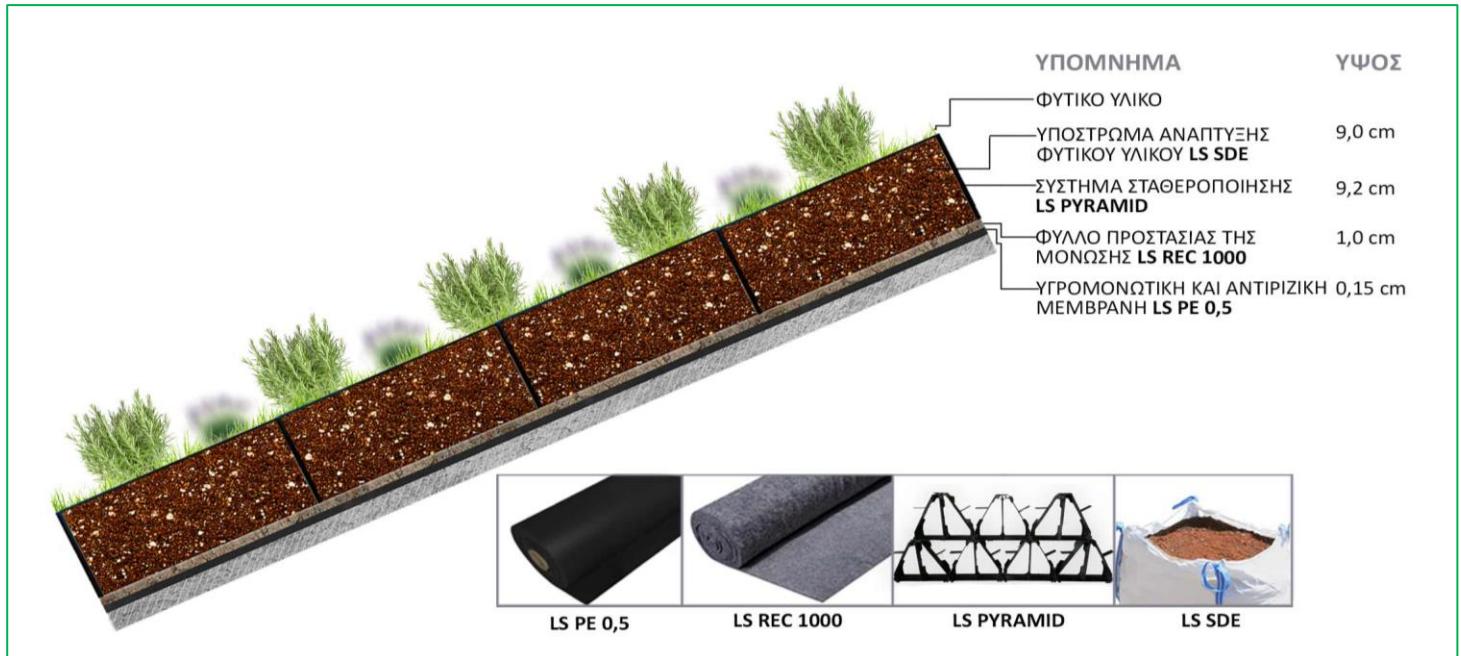 ΥΠΟΜΝΗΜΑ ΥΨΟΣ
ΦΥΤΙΚΟ ΥΛΙΚΟ
ΥΠΟΣΤΡΩΜΑ ΑΝΑΠΤΥΞΗΣ 9,0 cm
ΦΥΤΙΚΟΥ ΥΛΙΚΟΥ LS SDE
ΣΥΣΤΗΜΑ ΣΤΑΘΕΡΟΠΟΙΗΣΗΣ 9,2 cm
LS PYRAMID
ΦΥΛΛΟ ΠΡΟΣΤΑΣΙΑΣ ΤΗΣ 1,0 cm
ΜΟΝΩΣΗΣ LS REC 1000
ΥΓΡΟΜΟΝΩΤΙΚΗ ΚΑΙ ΑΝΤΙΡΙΖΙΚΗ 0,15 cm
ΜΕΜΒΡΑΝΗ LS PE 0,5
LS PE 0,5 LS REC 1000 LS PYRAMID LS SDE